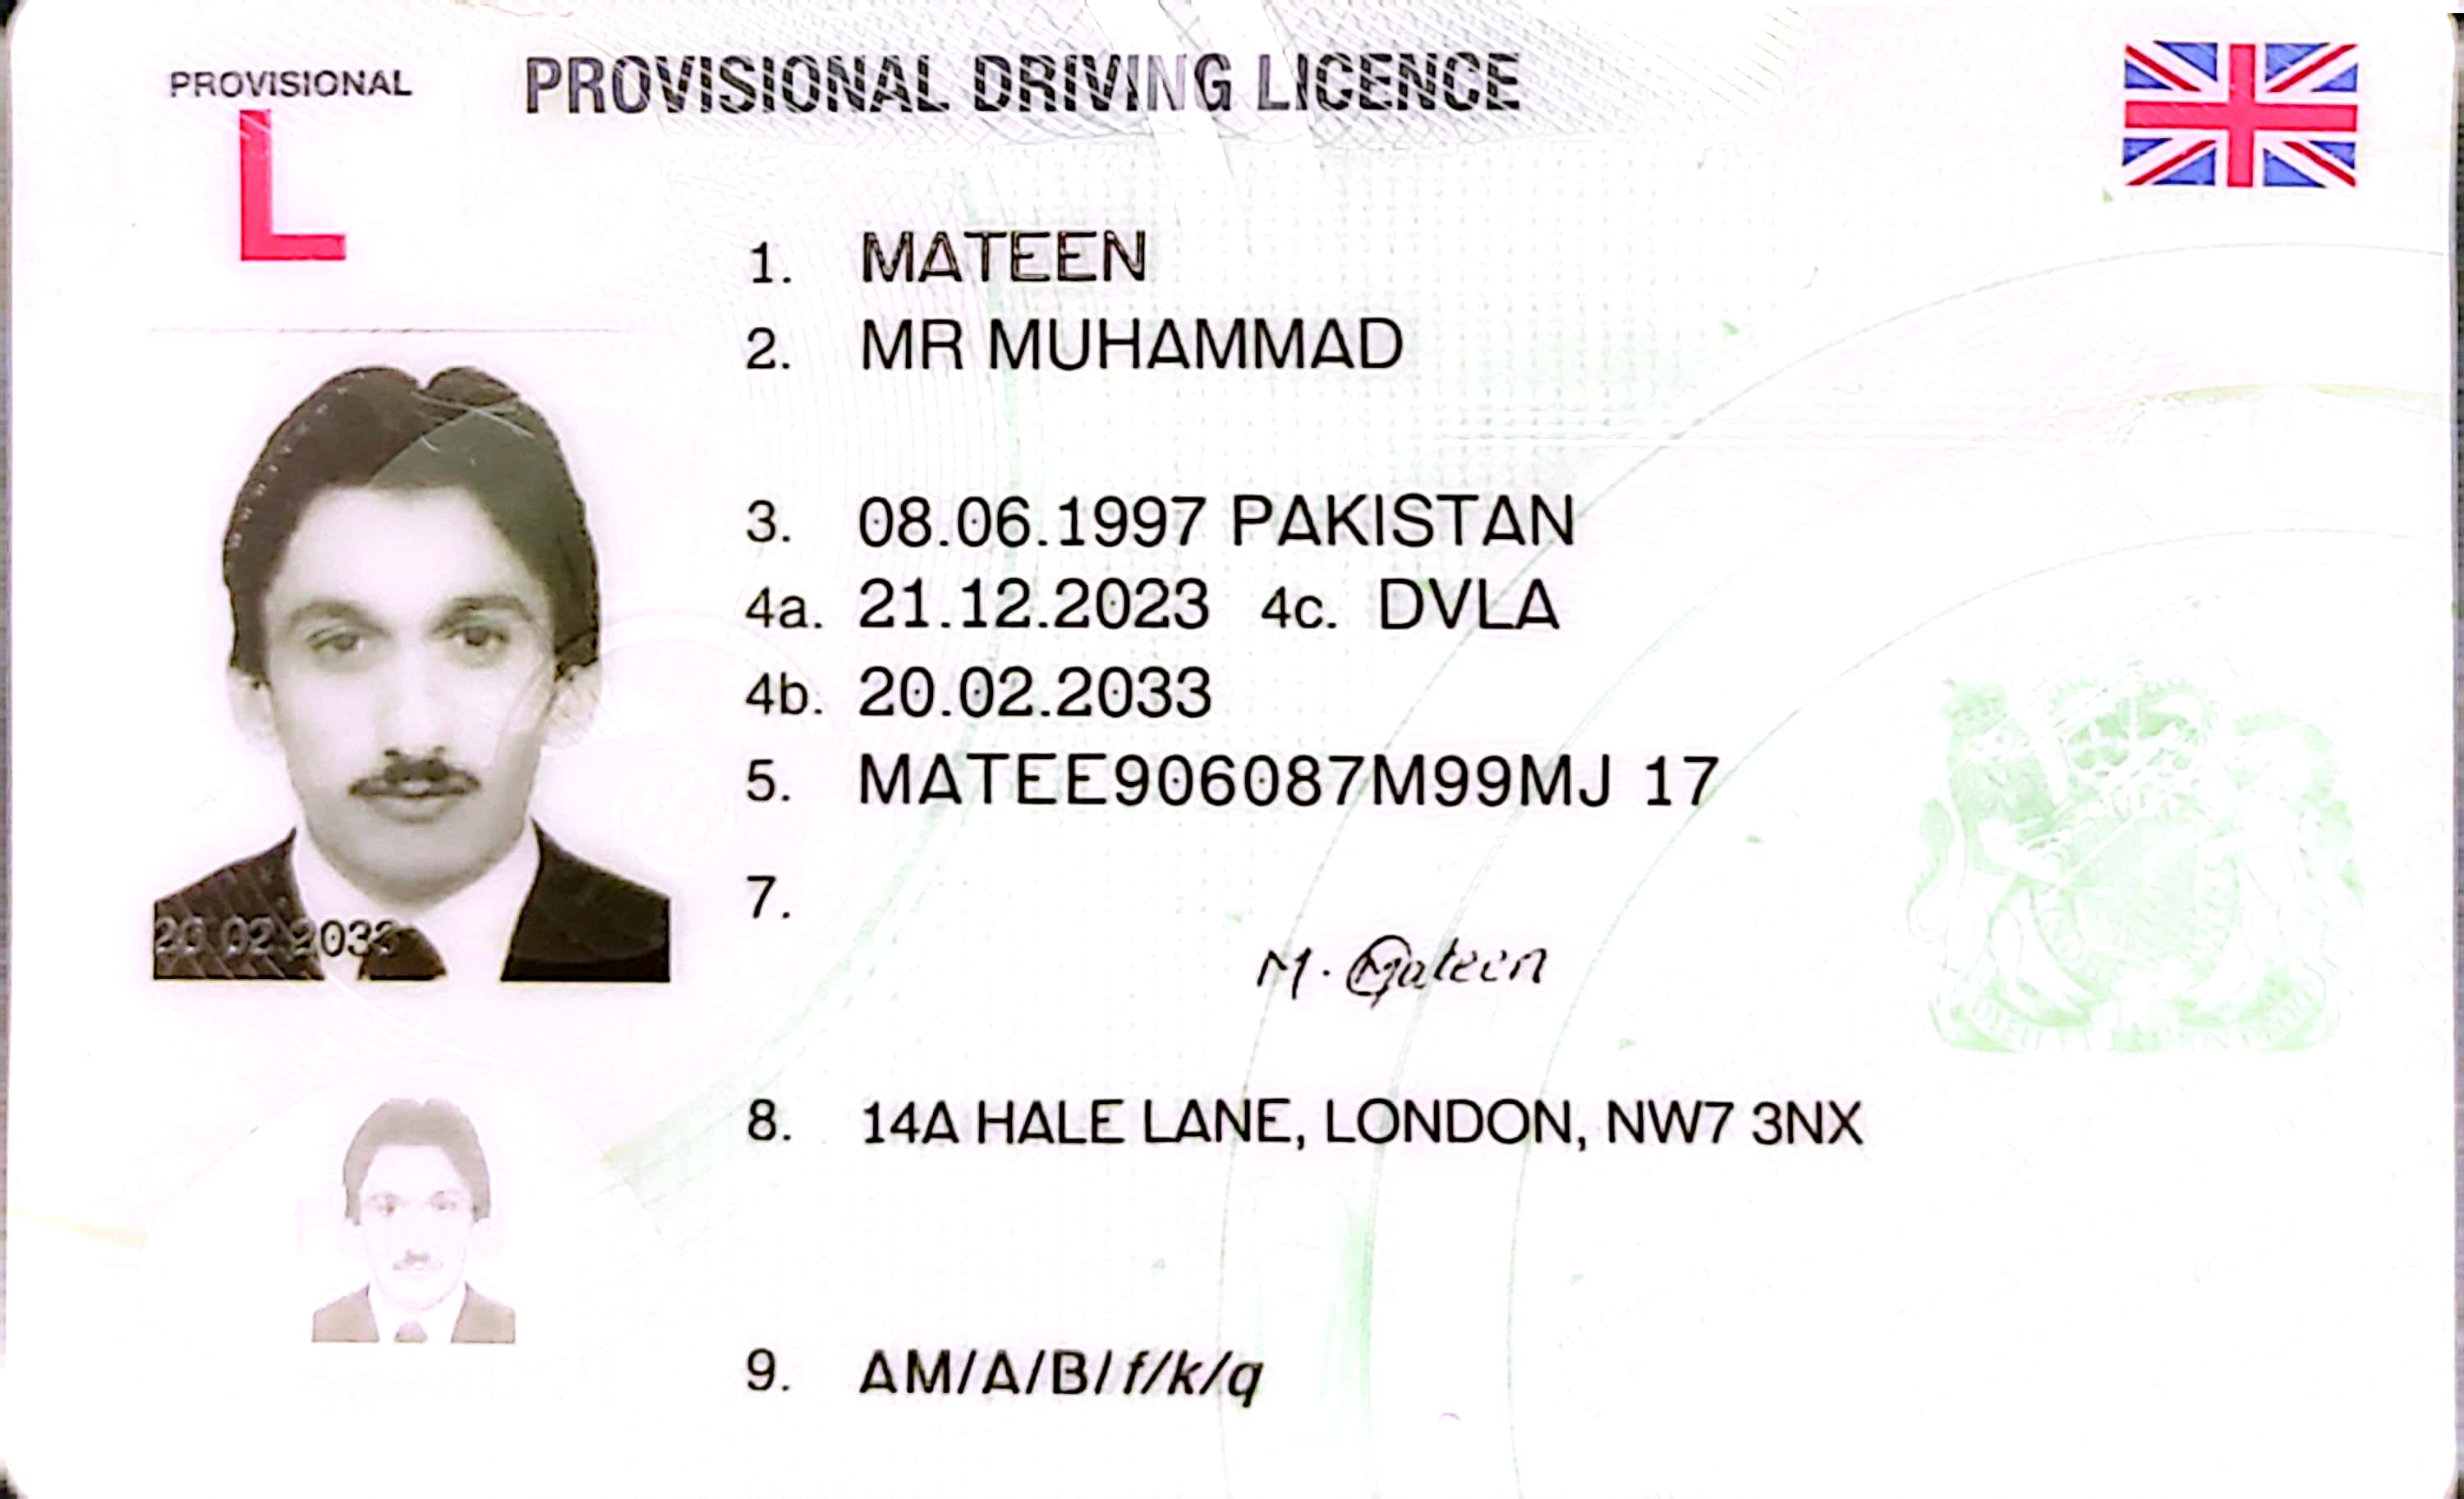 PROVISIONAL
L
PROVISIONAL DRIVING LICENCE
1. MATEEN
2. MR MUHAMMAD
3. 08.06.1997 PAKISTAN
4a. 21.12.2023 4c. DVLA
4b. 20.02.2033
5. MATEE906087M99MJ 17
20.02.2033
7.
M. Mateen
8. 14A HALE LANE, LONDON, NW7 3NX
9. AM/A/B/f/k/q